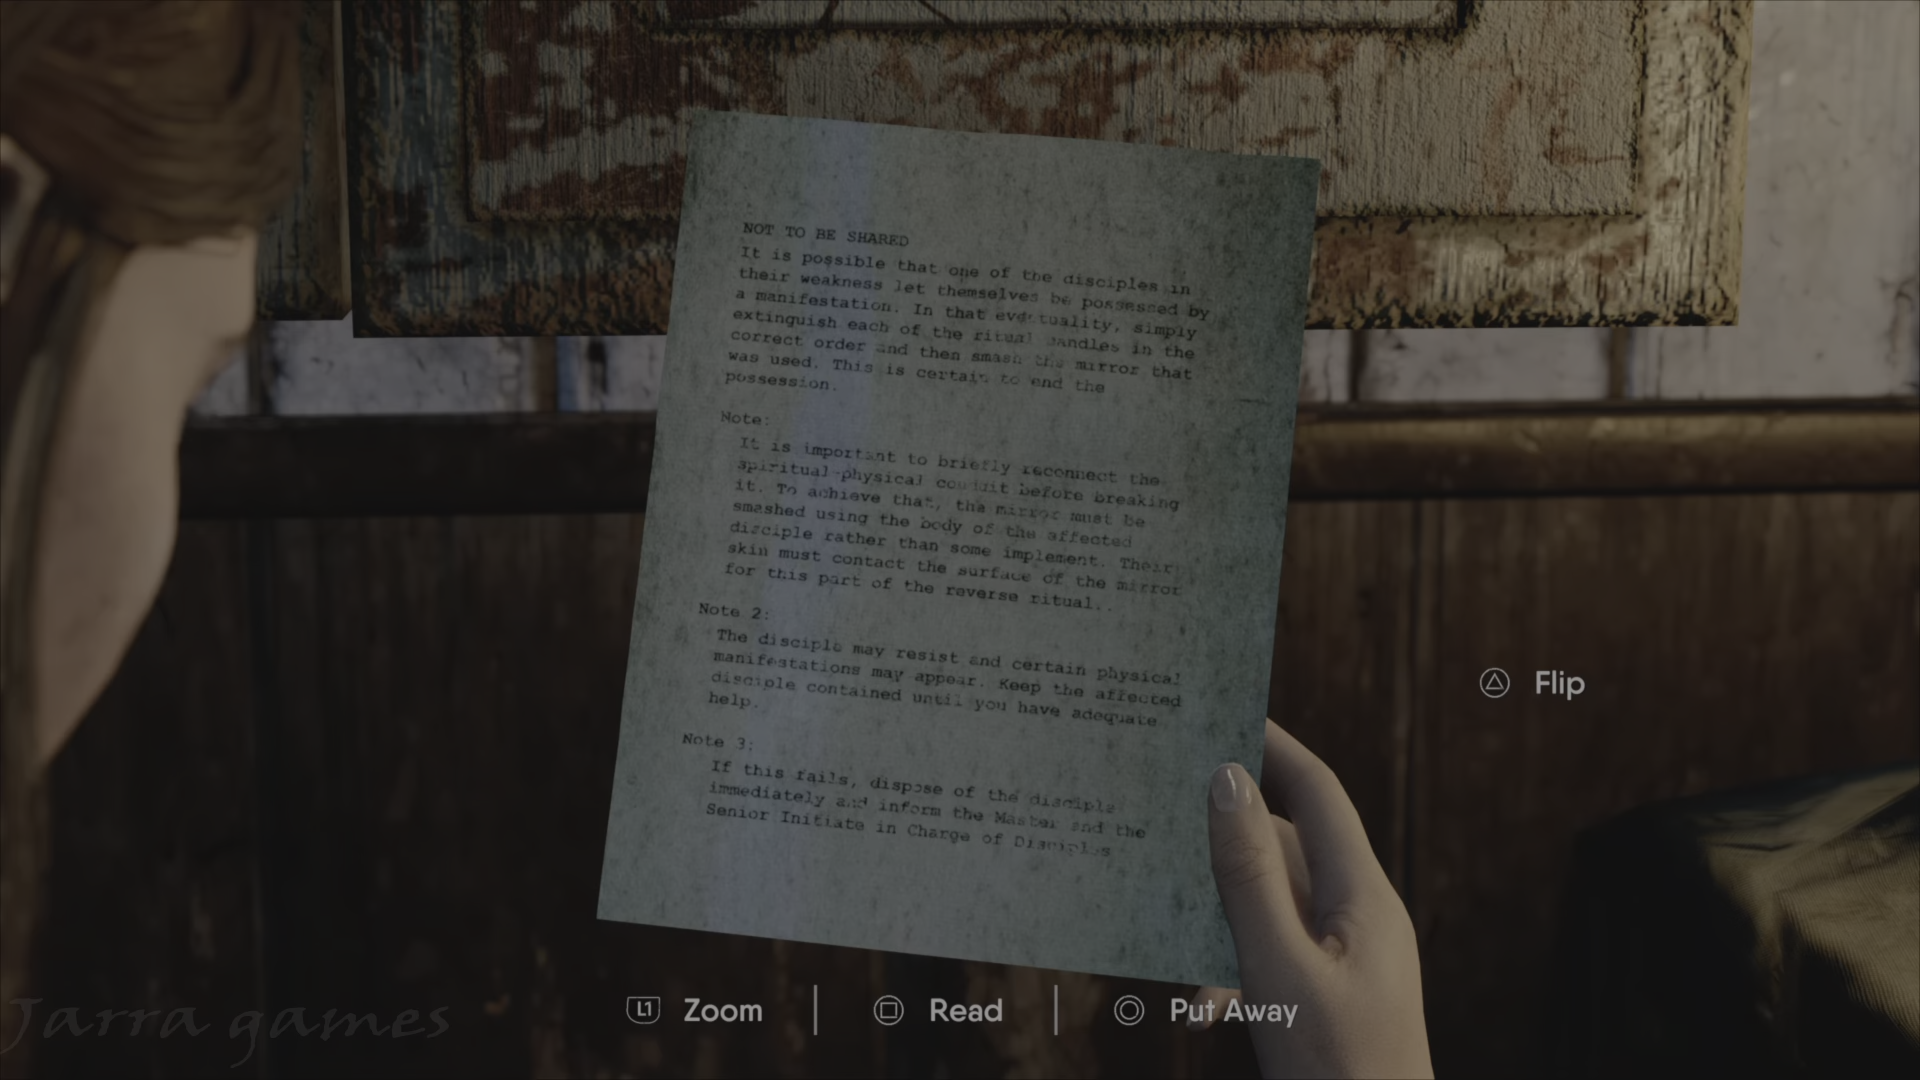 NOT TO BE SHARED
It is possible that one of the disciples in
their weakness let themselves be possessed by
a manifestation. In that eventuality, simply
extinguish each of the ritual candles in the
correct order and then smash the mirror that
was used. This is certain to end the
possession.
Note:
It is important to briefly reconnect the
spiritual-physical conduit before breaking
it. To achieve that, the mirror must be
smashed using the body of the affected
disciple rather than some implement. Their
skin must contact the surface of the mirror
for this part of the reverse ritual..
Note 2:
The disciple may resist and certain physical
manifestations may appear. Keep the affected
disciple contained until you have adequate
help.
Note 3:
If this fails, dispose of the disciple
immediately and inform the Master and the
Senior Initiate in Charge of Disciples
Flip
L1 Zoom | Read | Put Away
Jarra games